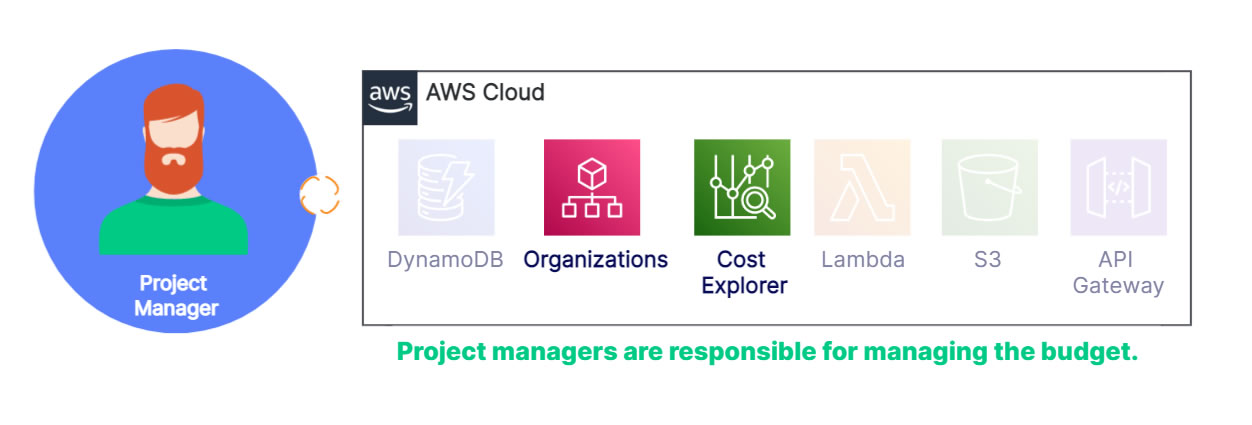 aws
AWS Cloud
DynamoDB
Organizations
Cost
Explorer
Lambda
S3
API
Gateway
Project
Manager
Project managers are responsible for managing the budget.